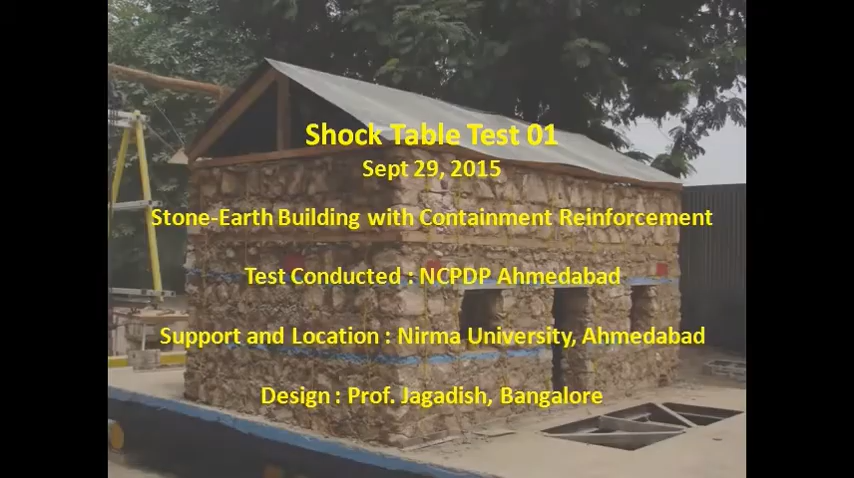 Shock Table Test 01
Sept 29, 2015
Stone-Earth Building with Containment Reinforcement
Test Conducted : NCPDP Ahmedabad
Support and Location : Nirma University, Ahmedabad
Design : Prof. Jagadish, Bangalore